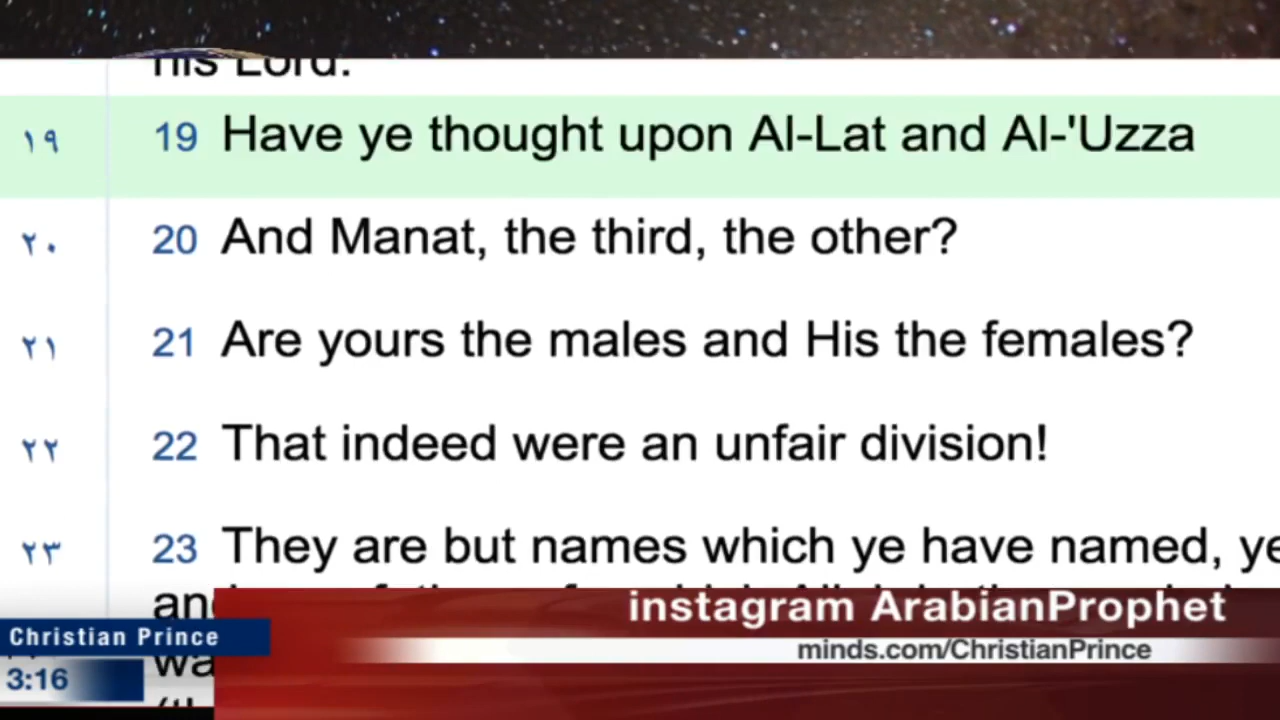 his Lord.
١٩ 19 Have ye thought upon Al-Lat and Al-'Uzza
٢٠ 20 And Manat, the third, the other?
٢١ 21 Are yours the males and His the females?
٢٢ 22 That indeed were an unfair division!
٢٣ 23 They are but names which ye have named, ye
instagram ArabianProphet
Christian Prince
minds.com/ChristianPrince
3:16